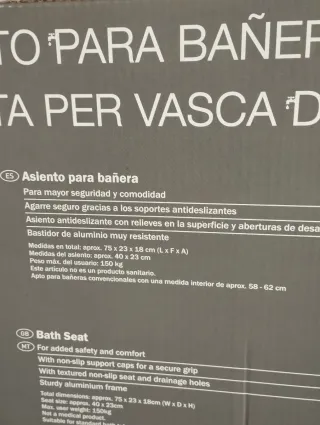 TO PARA BAÑER
TA PER VASCA D
ES Asiento para bañera
Para mayor seguridad y comodidad
Agarre seguro gracias a los soportes antideslizantes
Asiento antideslizante con relieves en la superficie y aberturas de desa
Bastidor de aluminio muy resistente
Medidas en total: aprox. 75 x 23 x 18 cm (L x F x A)
Medidas del asiento: aprox. 40 x 23 cm
Peso máx. del usuario: 150 kg
Este artículo no es un producto sanitario.
Apto para bañeras convencionales con una medida interior de aprox. 58 - 62 cm
GB Bath Seat
MT For added safety and comfort
With non-slip support caps for a secure grip
With textured non-slip seat and drainage holes
Sturdy aluminium frame
Total dimensions: approx. 75 x 23 x 18cm (W x D x H)
Seat size: approx. 40 x 23cm
Max. user weight: 150kg
Not a medical product.
Suitable for standard bath